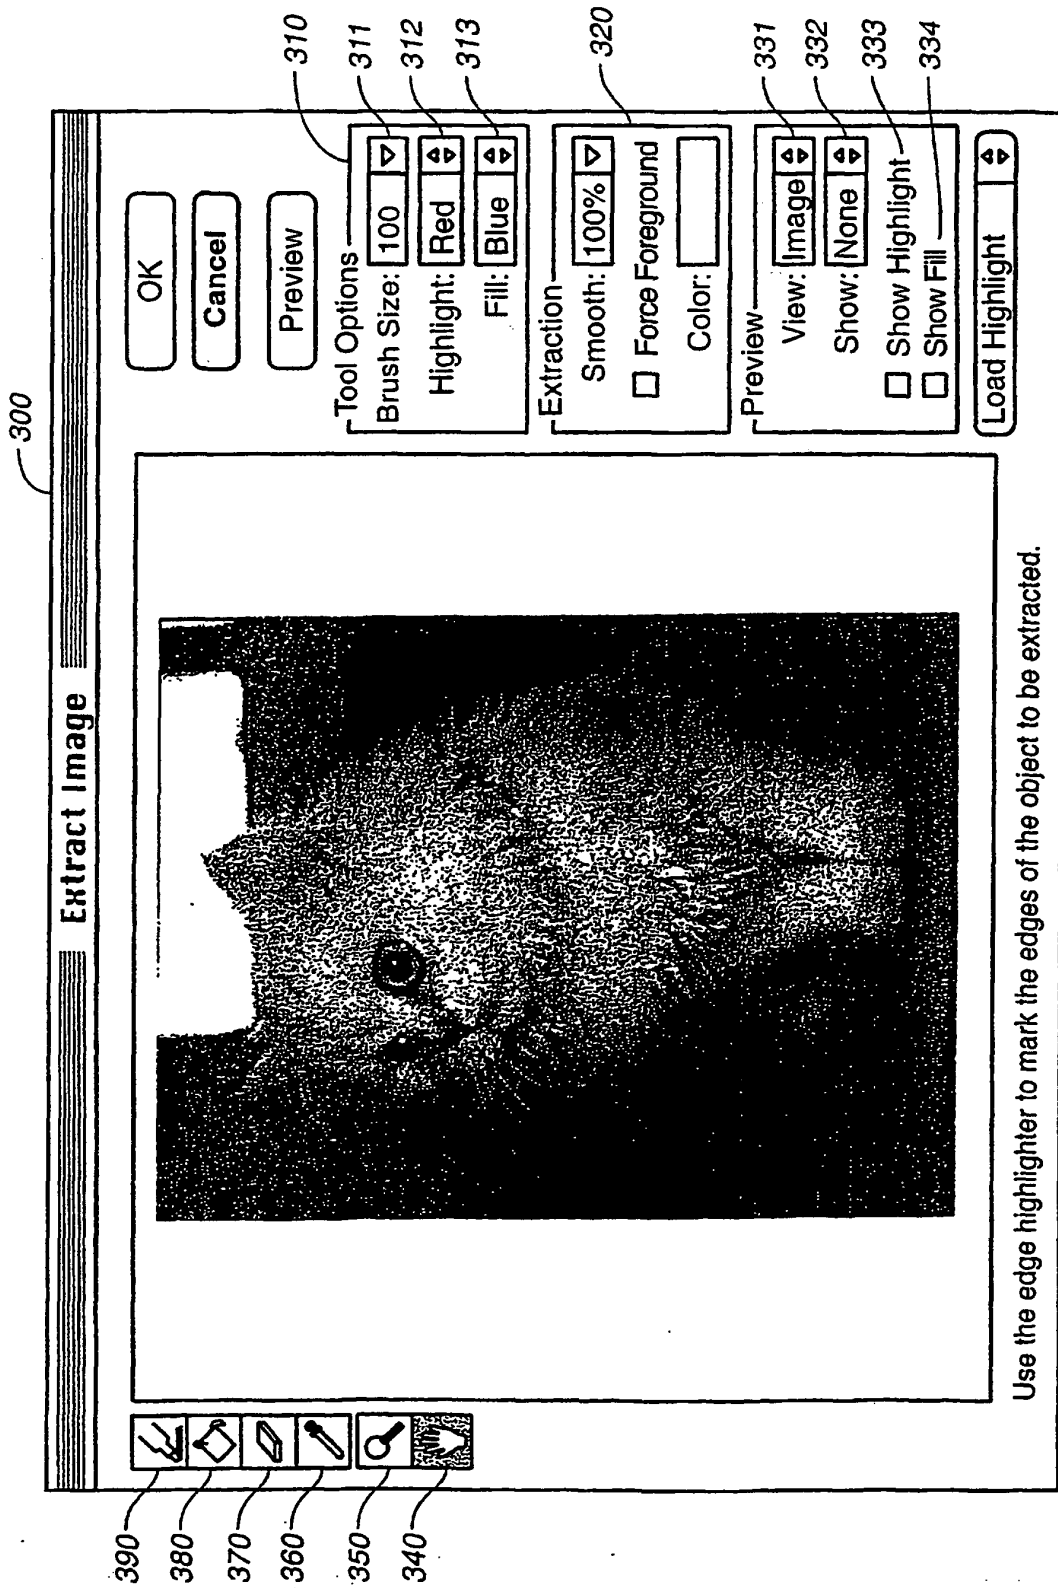 300
Extract Image
390
380
370
360
350
340
OK
Cancel
Preview
310
Tool Options
Brush Size: 100
311
Highlight: Red
312
Fill: Blue
313
Extraction
320
Smooth: 100%
Force Foreground
Color:
Preview
View: Image
331
Show: None
332
Show Highlight
333
Show Fill
334
Load Highlight
Use the edge highlighter to mark the edges of the object to be extracted.